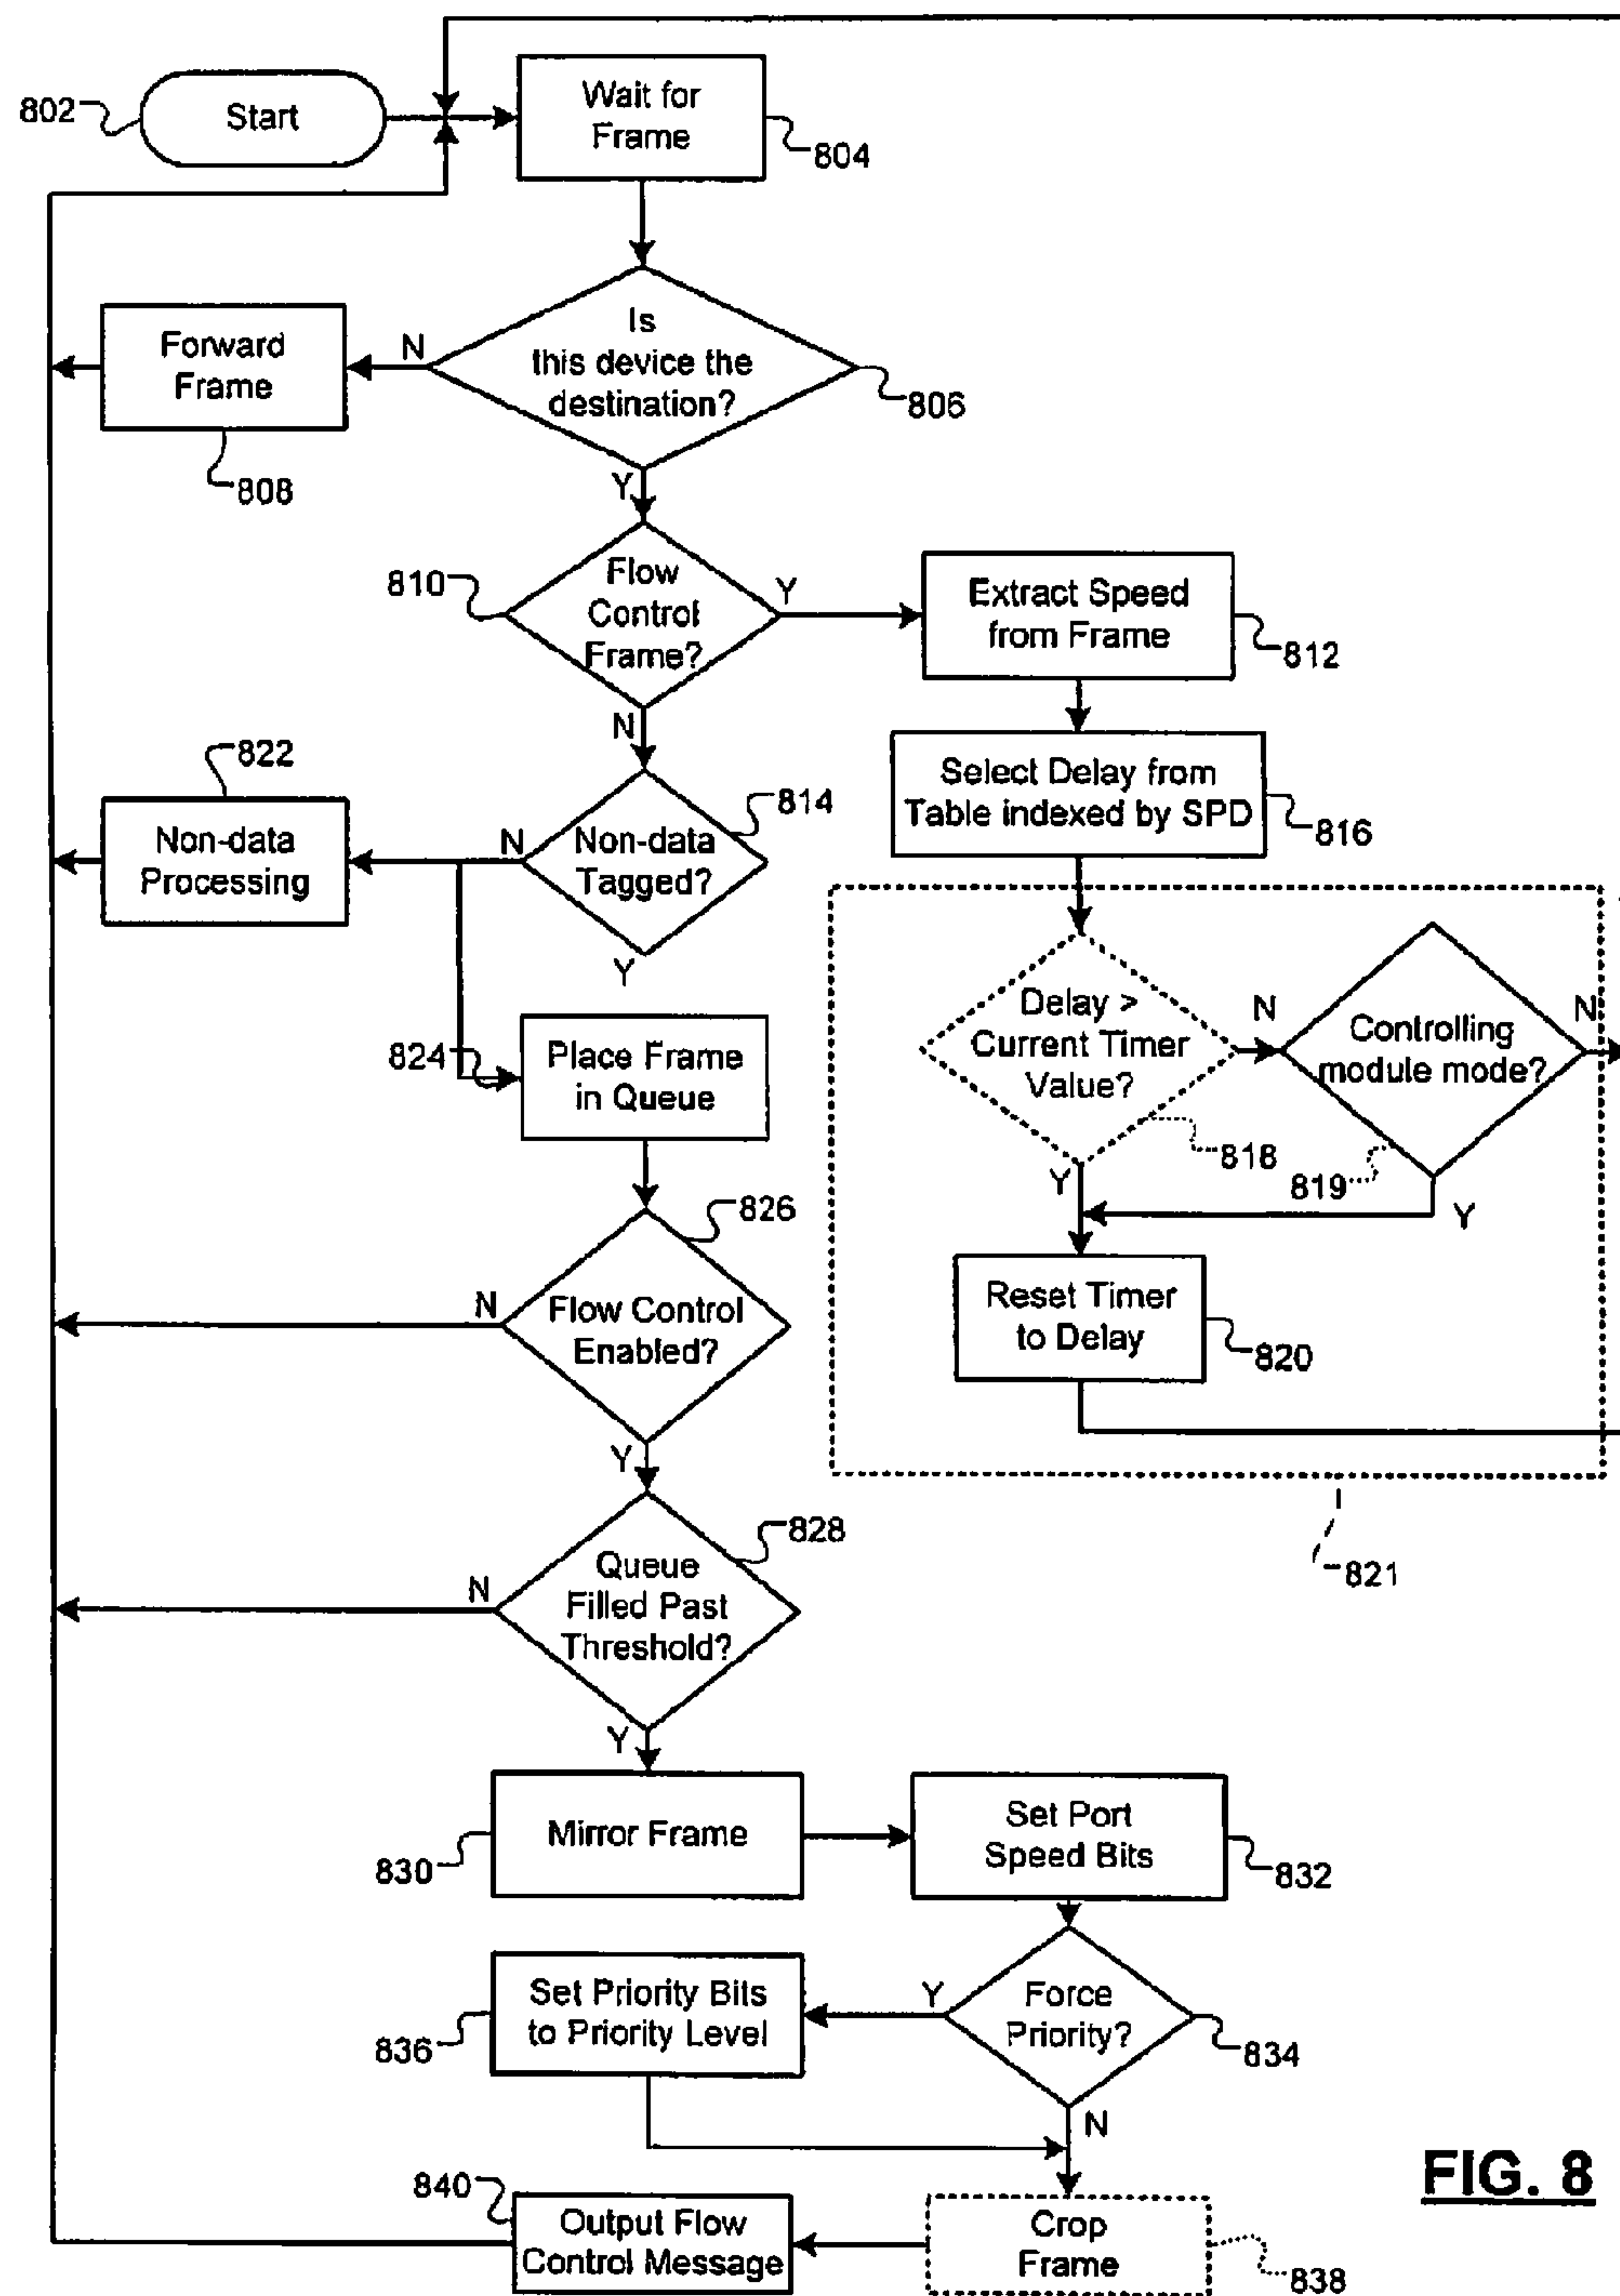 802
Start
Wait for
Frame
804
Is
this device the
destination?
806
N
Forward
Frame
808
Y
810
Flow
Control
Frame?
Y
Extract Speed
from Frame
812
N
822
Non-data
Processing
N
Non-data
Tagged?
814
Y
Select Delay from
Table indexed by SPD
816
824
Place Frame
in Queue
Delay >
Current Timer
Value?
N
818
Y
Controlling
module mode?
N
819
Y
826
N
Flow Control
Enabled?
Y
Reset Timer
to Delay
820
821
828
N
Queue
Filled Past
Threshold?
Y
830
Mirror Frame
Set Port
Speed Bits
832
836
Set Priority Bits
to Priority Level
Y
Force
Priority?
834
N
840
Output Flow
Control Message
Crop
Frame
838
FIG. 8